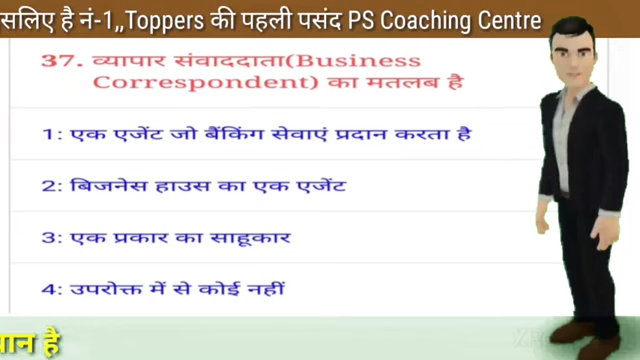 सलिए है नं-1,,Toppers की पहली पसंद PS Coaching Centre
37. व्यापार संवाददाता(Business
Correspondent) का मतलब है
1: एक एजेंट जो बैंकिंग सेवाएं प्रदान करता है
2: बिजनेस हाउस का एक एजेंट
3: एक प्रकार का साहूकार
4: उपरोक्त में से कोई नहीं
है